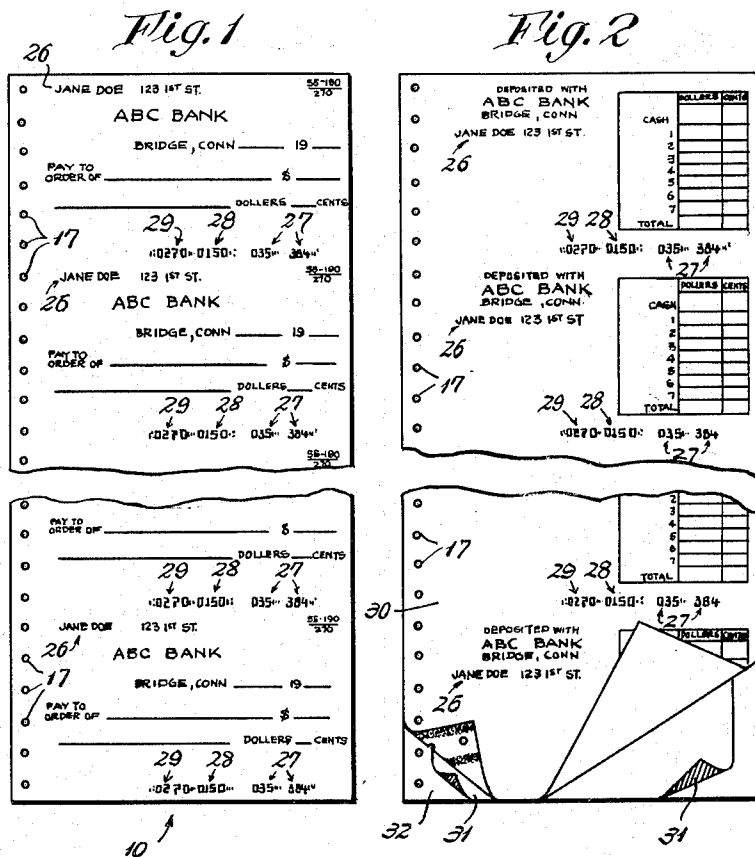 Fig. 1
26
JANE DOE 123 1ST ST. 55-190
270
ABC BANK
BRIDGE, CONN 19
PAY TO
ORDER OF $
DOLLERS CENTS
17
29 28 27
⑆0270⑉0150⑆ 035⑈ 384⑈
JANE DOE 123 1ST ST. 55-190
270
26
ABC BANK
BRIDGE, CONN 19
PAY TO
ORDER OF $
DOLLERS CENTS
29 28 27
⑆0270⑉0150⑆ 035⑈ 384⑈
55-190
270
PAY TO
ORDER OF $
DOLLERS CENTS
29 28 27
⑆0270⑉0150⑆ 035⑈ 384⑈
26 JANE DOE 123 1ST ST. 55-190
270
ABC BANK
17
BRIDGE, CONN 19
PAY TO
ORDER OF $
DOLLERS CENTS
29 28 27
⑆0270⑉0150⑆ 035⑈ 384⑈
10
Fig. 2
DEPOSITED WITH
ABC BANK
BRIDGE, CONN
JANE DOE 123 1ST ST.
26
DOLLERS CENTS
CASH
1
2
3
4
5
6
7
TOTAL
29 28
⑆0270⑉0150⑆ 035⑈ 384⑈
27
DEPOSITED WITH
ABC BANK
BRIDGE, CONN.
JANE DOE 123 1ST ST
26
17
DOLLERS CENTS
CASH
1
2
3
4
5
6
7
TOTAL
29 28
⑆0270⑉0150⑆ 035⑈ 384
27
17
2
3
4
5
6
7
TOTAL
29 28
⑆0270⑉0150⑆ 035⑈ 384
27
30
DEPOSITED WITH
ABC BANK
BRIDGE, CONN
JANE DOE 123 1ST ST.
26
DOLLERS CENTS
32 31 31